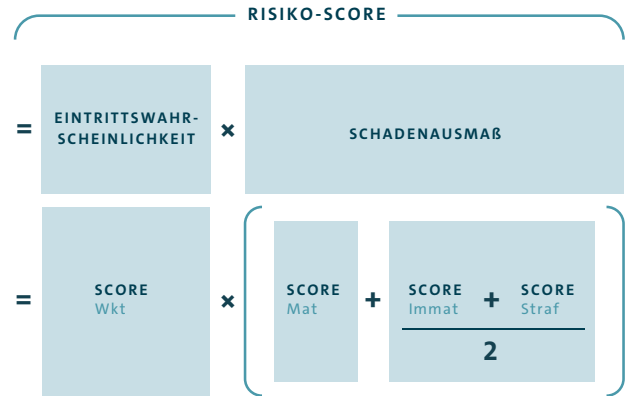 RISIKO-SCORE
=
EINTRITTSWAHR-
SCHEINLICHKEIT
×
SCHADENAUSMAß
=
SCORE
Wkt
×
SCORE
Mat
+
SCORE + SCORE
Immat Straf
2